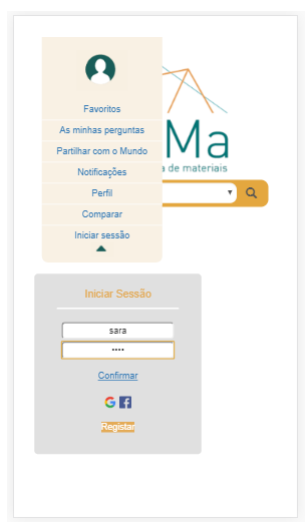 Favoritos
As minhas perguntas
Partilhar com o Mundo
Notificações
Perfil
Comparar
Iniciar sessão
Ma
a de materiais
Iniciar Sessão
sara
••••
Confirmar
Registar